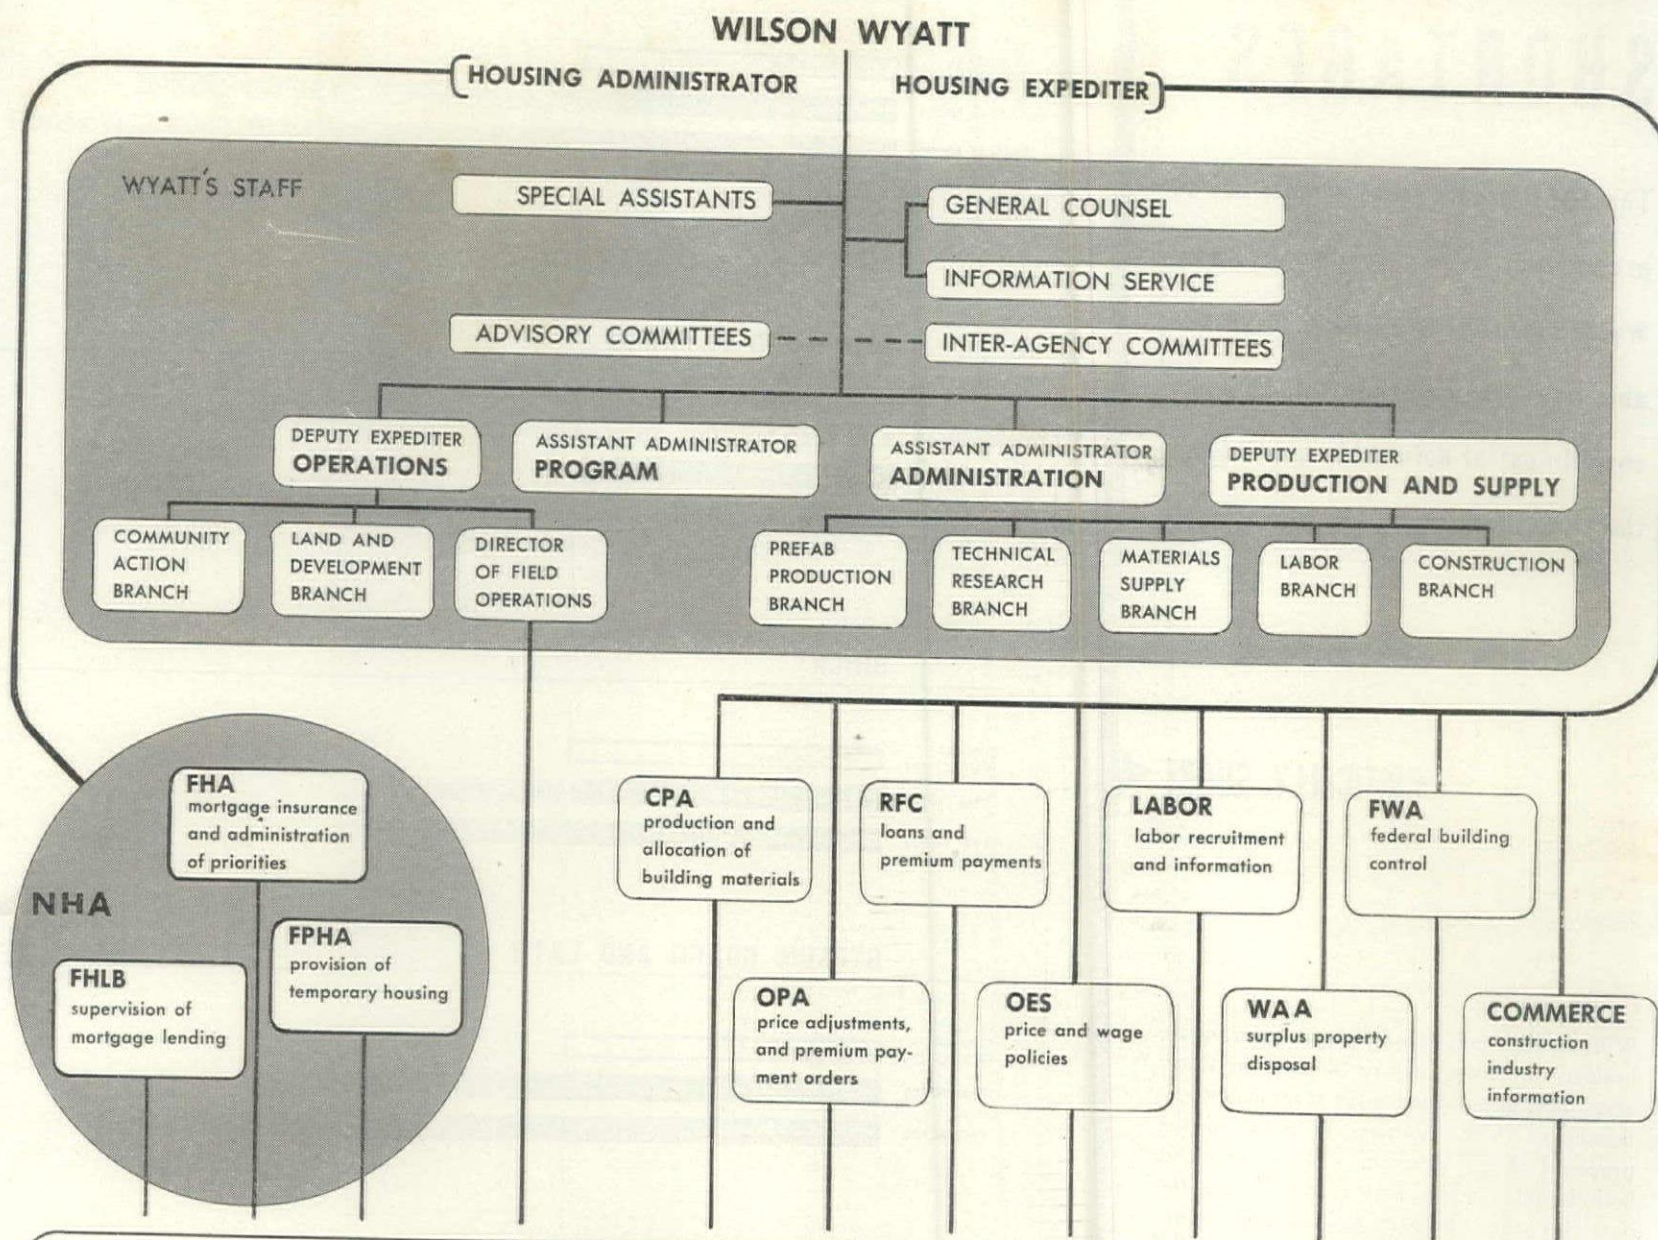 WILSON WYATT
HOUSING ADMINISTRATOR
HOUSING EXPEDITER
WYATT'S STAFF
SPECIAL ASSISTANTS
GENERAL COUNSEL
INFORMATION SERVICE
ADVISORY COMMITTEES
INTER-AGENCY COMMITTEES
DEPUTY EXPEDITER
OPERATIONS
ASSISTANT ADMINISTRATOR
PROGRAM
ASSISTANT ADMINISTRATOR
ADMINISTRATION
DEPUTY EXPEDITER
PRODUCTION AND SUPPLY
COMMUNITY
ACTION
BRANCH
LAND AND
DEVELOPMENT
BRANCH
DIRECTOR
OF FIELD
OPERATIONS
PREFAB
PRODUCTION
BRANCH
TECHNICAL
RESEARCH
BRANCH
MATERIALS
SUPPLY
BRANCH
LABOR
BRANCH
CONSTRUCTION
BRANCH
NHA
FHA
mortgage insurance
and administration
of priorities
FPHA
provision of
temporary housing
FHLB
supervision of
mortgage lending
CPA
production and
allocation of
building materials
RFC
loans and
premium payments
LABOR
labor recruitment
and information
FWA
federal building
control
OPA
price adjustments,
and premium pay-
ment orders
OES
price and wage
policies
WAA
surplus property
disposal
COMMERCE
construction
industry
information